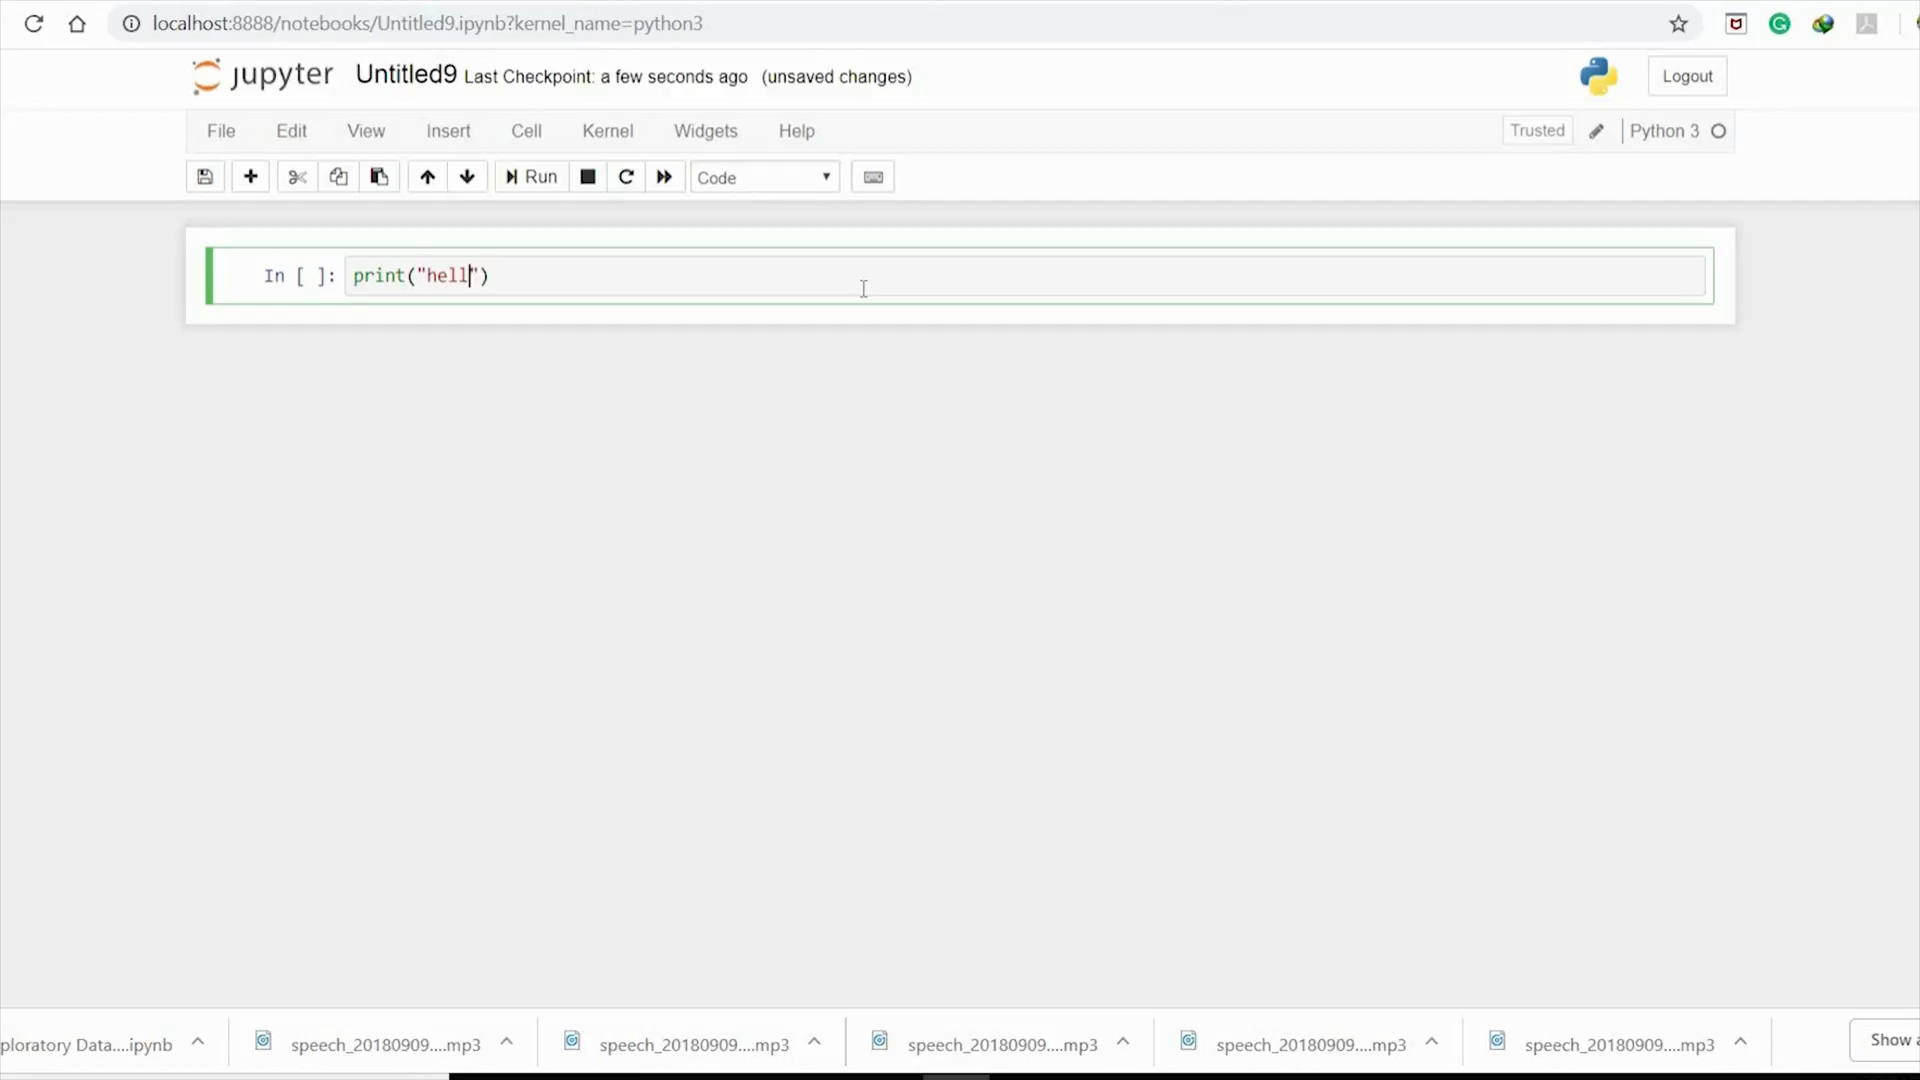 localhost:8888/notebooks/Untitled9.ipynb?kernel_name=python3
jupyter Untitled9 Last Checkpoint: a few seconds ago (unsaved changes)
Logout
File Edit View Insert Cell Kernel Widgets Help
Trusted
Python 3
Run
Code
In [ ]: print("hell")
ploratory Data....ipynb
speech_20180909....mp3
speech_20180909....mp3
speech_20180909....mp3
speech_20180909....mp3
speech_20180909....mp3
Show